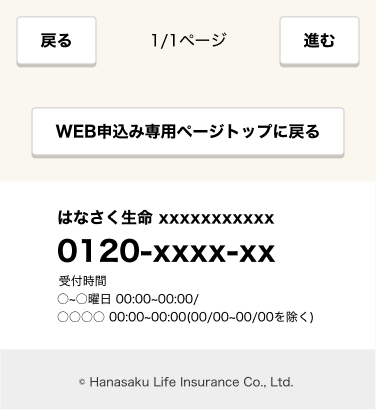 戻る
1/1ページ
進む
WEB申込み専用ページトップに戻る
はなさく生命 xxxxxxxxxxx
0120-xxxx-xx
受付時間
○~○曜日 00:00~00:00/
○○○○ 00:00~00:00(00/00~00/00を除く)
© Hanasaku Life Insurance Co., Ltd.